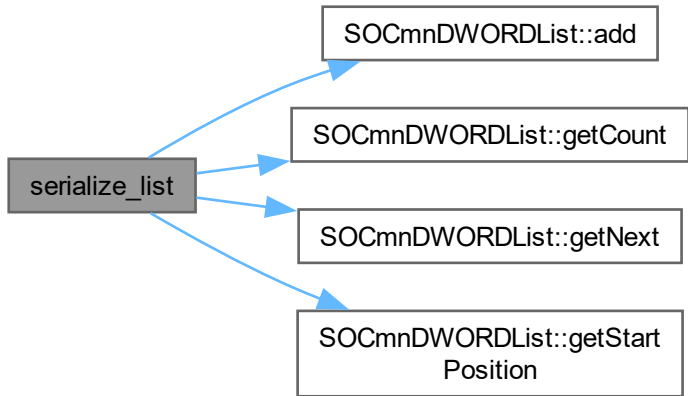 SOCmnDWORDList::add
SOCmnDWORDList::getCount
serialize_list
SOCmnDWORDList::getNext
SOCmnDWORDList::getStart
Position